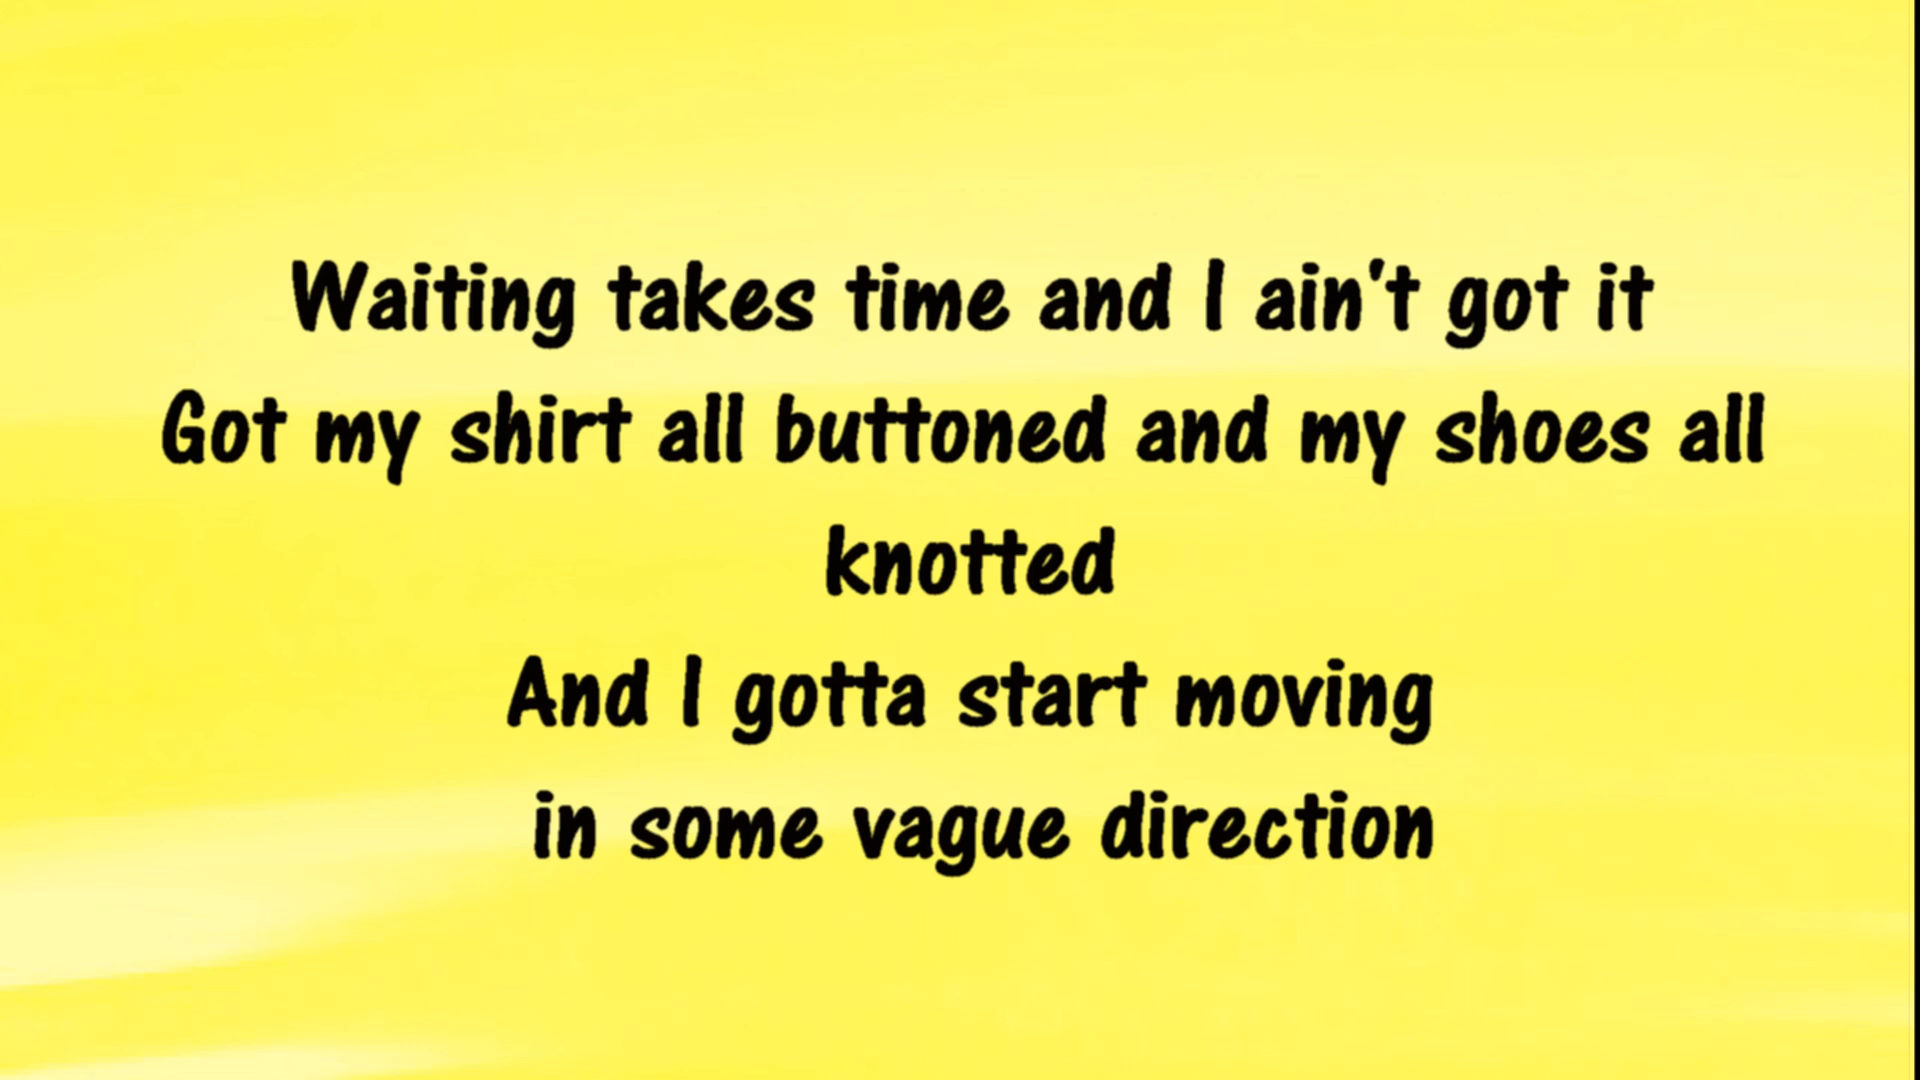 Waiting takes time and I ain't got it
Got my shirt all buttoned and my shoes all
knotted
And I gotta start moving
in some vague direction